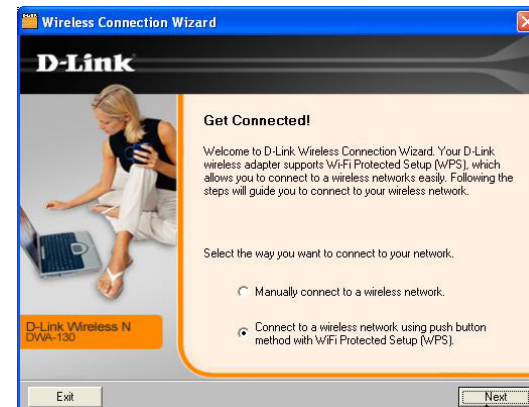 Wireless Connection Wizard
D-Link
Get Connected!
Welcome to D-Link Wireless Connection Wizard. Your D-Link
wireless adapter supports Wi-Fi Protected Setup (WPS), which
allows you to connect to a wireless networks easily. Following the
steps will guide you to connect to your wireless network.
Select the way you want to connect to your network.
Manually connect to a wireless network.
Connect to a wireless network using push button
method with WiFi Protected Setup (WPS).
D-Link Wireless N
DWA-130
Exit
Next